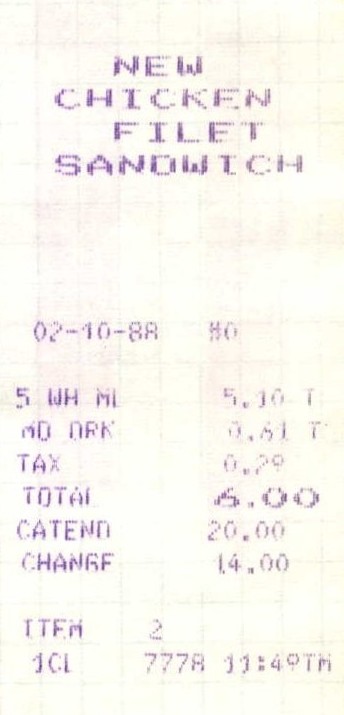 NEW
CHICKEN
FILET
SANDWICH
02-10-88 #0
5 WH ML 5.10 T
MD DRK 0.61 T
TAX 0.29
TOTAL 6.00
CATEND 20.00
CHANGE 14.00
ITEM 2
1CL 7778 11:49TM